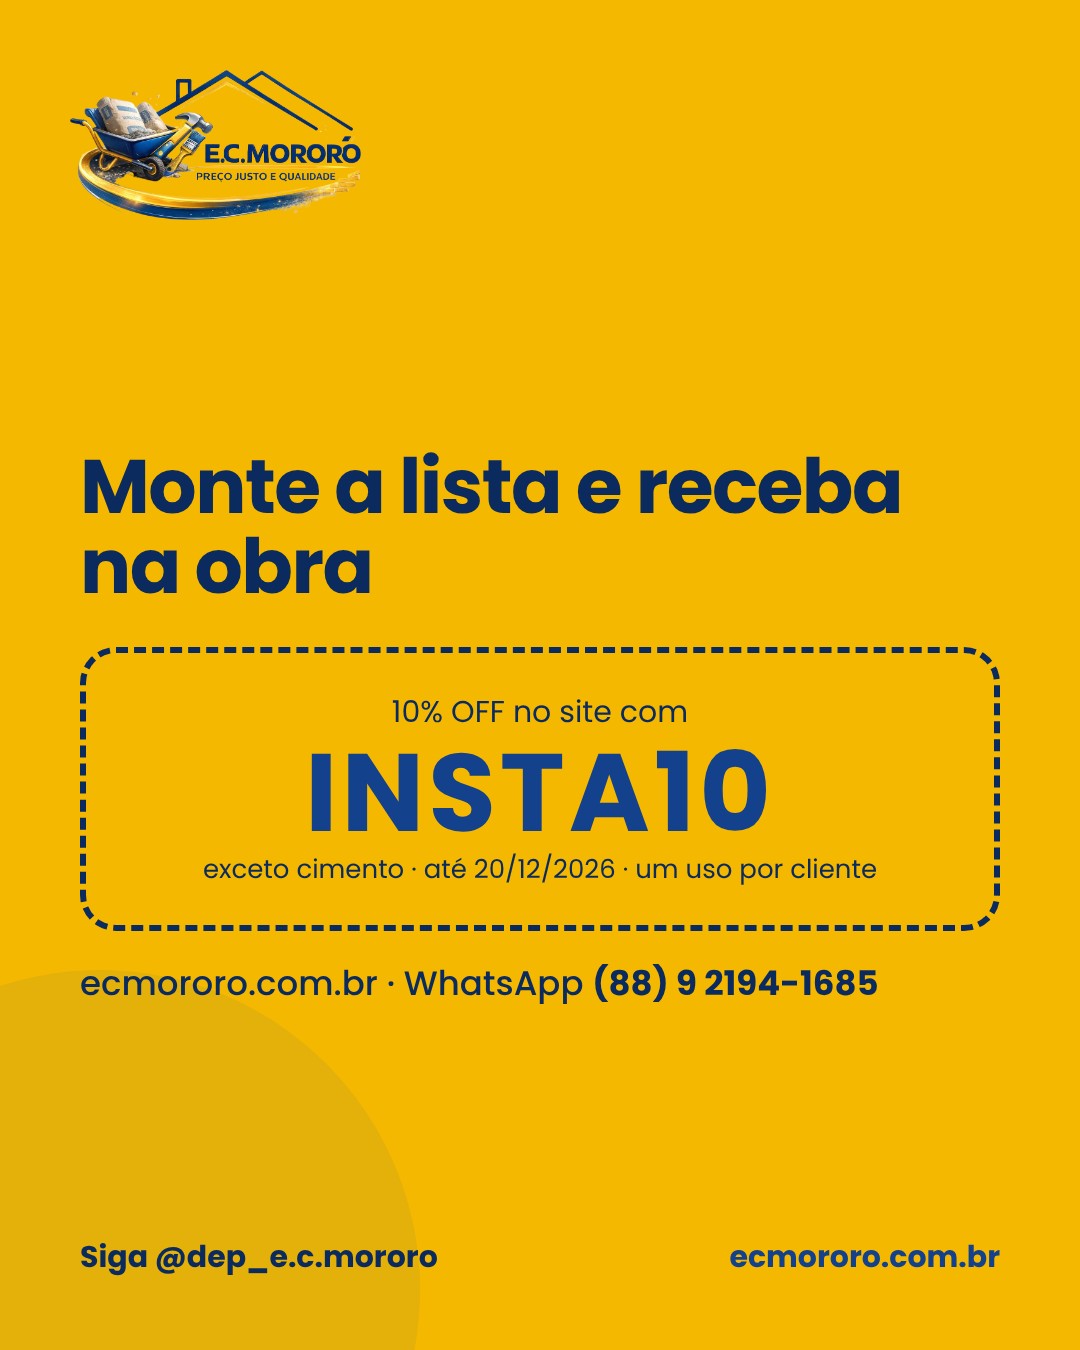 E.C.MORORÓ
PREÇO JUSTO E QUALIDADE
Monte a lista e receba
na obra
10% OFF no site com
INSTA10
exceto cimento · até 20/12/2026 · um uso por cliente
ecmororo.com.br · WhatsApp (88) 9 2194-1685
Siga @dep_e.c.mororo
ecmororo.com.br